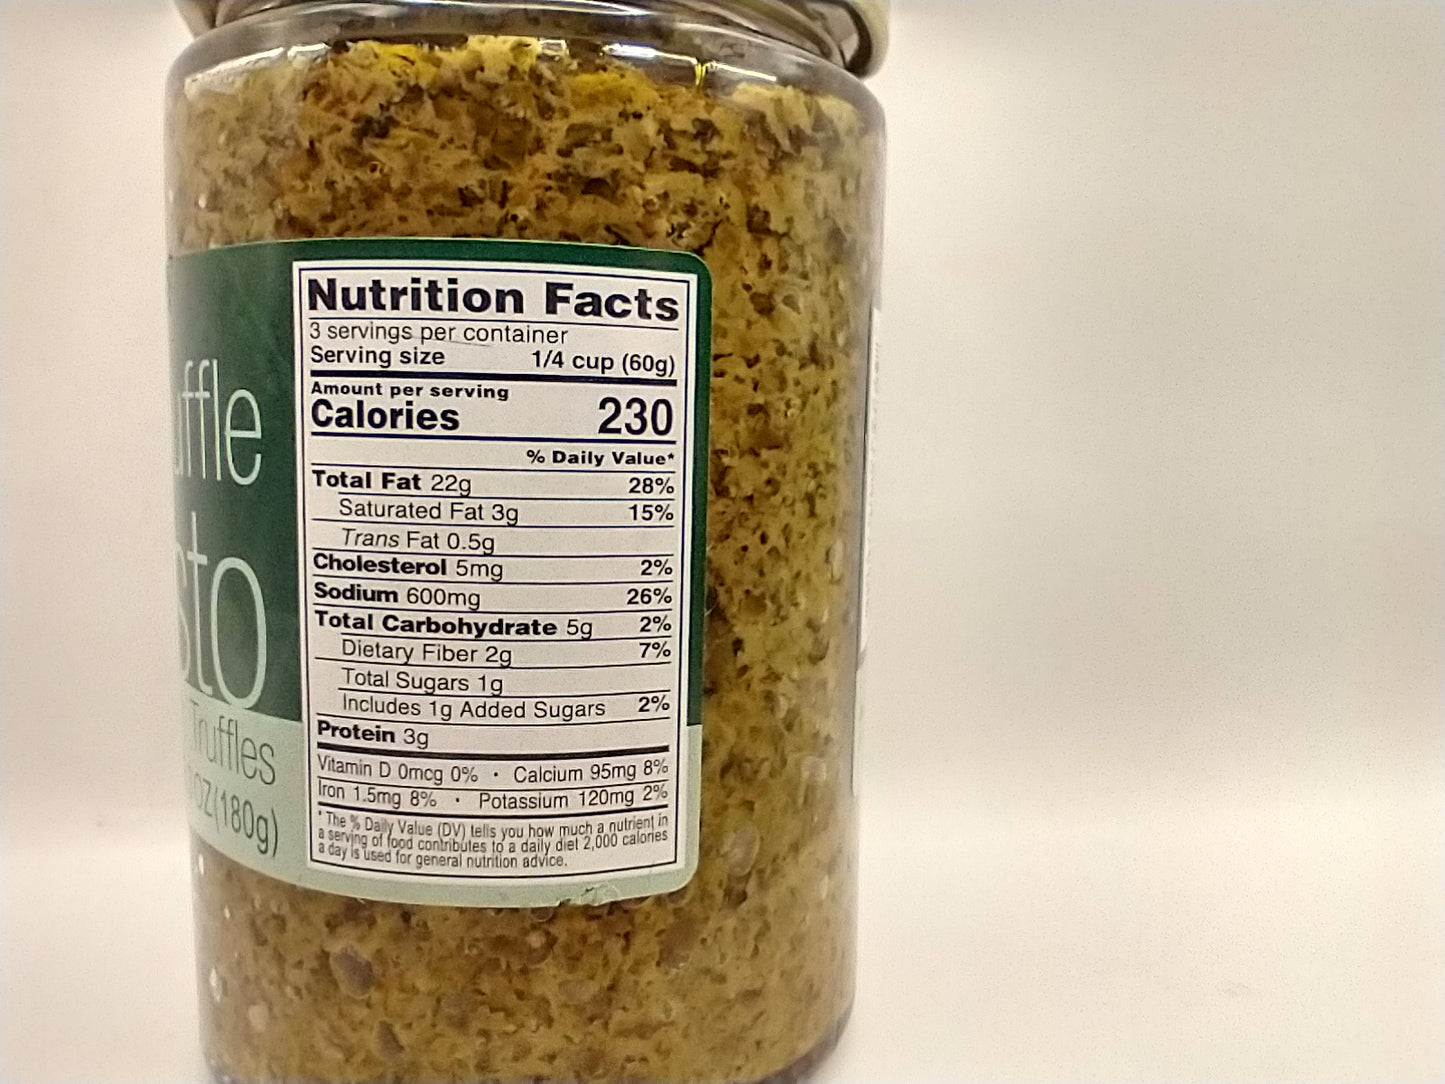 Nutrition Facts
3 servings per container
Serving size 1/4 cup (60g)
Amount per serving
Calories 230
% Daily Value*
Total Fat 22g 28%
Saturated Fat 3g 15%
Trans Fat 0.5g
Cholesterol 5mg 2%
Sodium 600mg 26%
Total Carbohydrate 5g 2%
Dietary Fiber 2g 7%
Total Sugars 1g
Includes 1g Added Sugars 2%
Protein 3g
Vitamin D 0mcg 0% • Calcium 95mg 8%
Iron 1.5mg 8% • Potassium 120mg 2%
*The % Daily Value (DV) tells you how much a nutrient in
a serving of food contributes to a daily diet 2,000 calories
a day is used for general nutrition advice.
ffle
sto
Truffles
oz(180g)